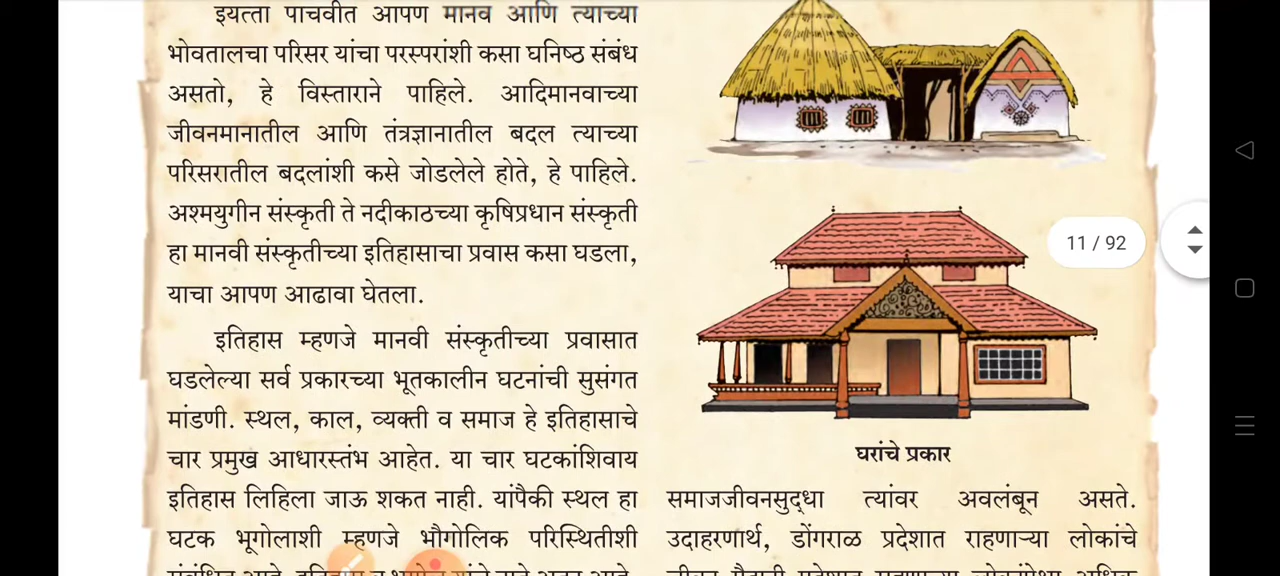 इयत्ता पाचवीत आपण मानव आणि त्याच्या
भोवतालचा परिसर यांचा परस्परांशी कसा घनिष्ठ संबंध
असतो, हे विस्ताराने पाहिले. आदिमानवाच्या
जीवनमानातील आणि तंत्रज्ञानातील बदल त्याच्या
परिसरातील बदलांशी कसे जोडलेले होते, हे पाहिले.
अश्मयुगीन संस्कृती ते नदीकाठच्या कृषिप्रधान संस्कृती
हा मानवी संस्कृतीच्या इतिहासाचा प्रवास कसा घडला,
याचा आपण आढावा घेतला.
इतिहास म्हणजे मानवी संस्कृतीच्या प्रवासात
घडलेल्या सर्व प्रकारच्या भूतकालीन घटनांची सुसंगत
मांडणी. स्थल, काल, व्यक्ती व समाज हे इतिहासाचे
चार प्रमुख आधारस्तंभ आहेत. या चार घटकांशिवाय
इतिहास लिहिला जाऊ शकत नाही. यांपैकी स्थल हा
घटक भूगोलाशी म्हणजे भौगोलिक परिस्थितीशी
घरांचे प्रकार
समाजजीवनसुद्धा त्यांवर अवलंबून असते.
उदाहरणार्थ, डोंगराळ प्रदेशात राहणाऱ्या लोकांचे
11 / 92